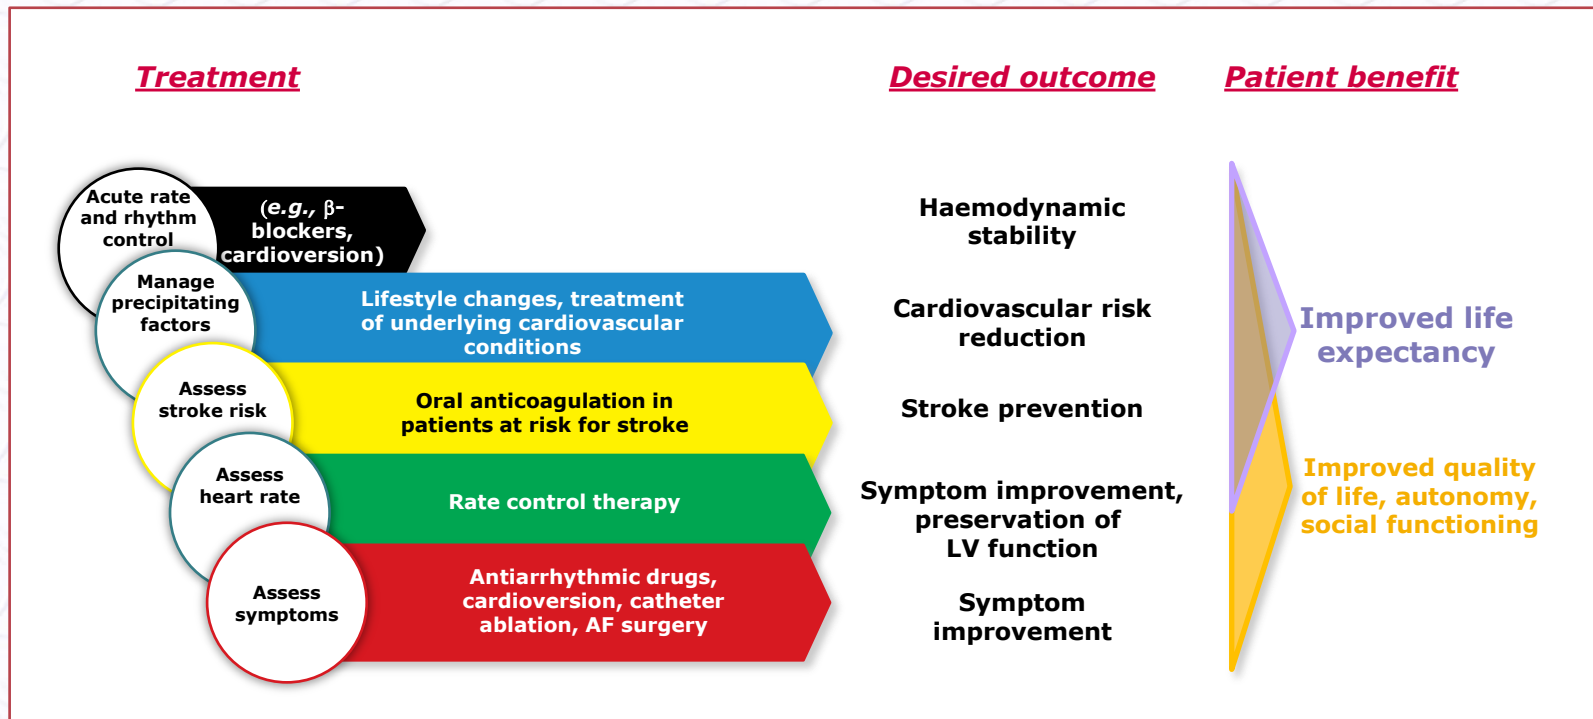 Treatment
Desired outcome
Patient benefit
Acute rate
and rhythm
control
(e.g., β-
blockers,
cardioversion)
Haemodynamic
stability
Manage
precipitating
factors
Lifestyle changes, treatment
of underlying cardiovascular
conditions
Cardiovascular risk
reduction
Assess
stroke risk
Oral anticoagulation in
patients at risk for stroke
Stroke prevention
Assess
heart rate
Rate control therapy
Symptom improvement,
preservation of
LV function
Assess
symptoms
Antiarrhythmic drugs,
cardioversion, catheter
ablation, AF surgery
Symptom
improvement
Improved life
expectancy
Improved quality
of life, autonomy,
social functioning